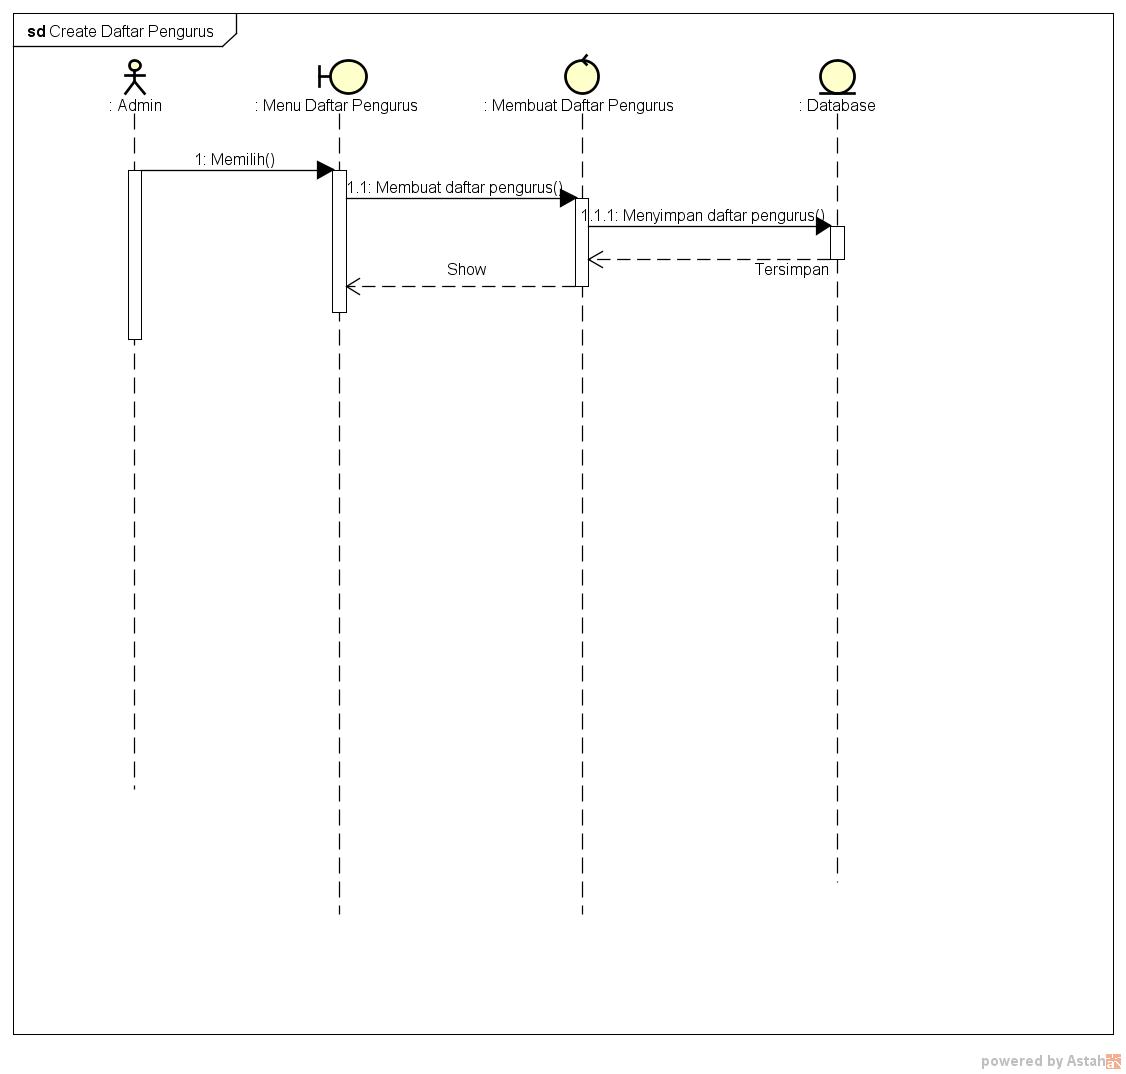 sd Create Daftar Pengurus
: Admin
: Menu Daftar Pengurus
: Membuat Daftar Pengurus
: Database
1: Memilih()
1.1: Membuat daftar pengurus()
1.1.1: Menyimpan daftar pengurus()
Show
Tersimpan
powered by Astah